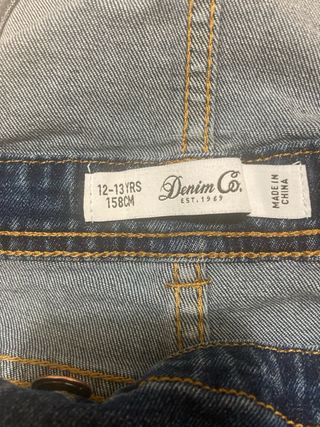 12-13YRS
158CM
Denim Co.
EST. 1969
MADE IN
CHINA